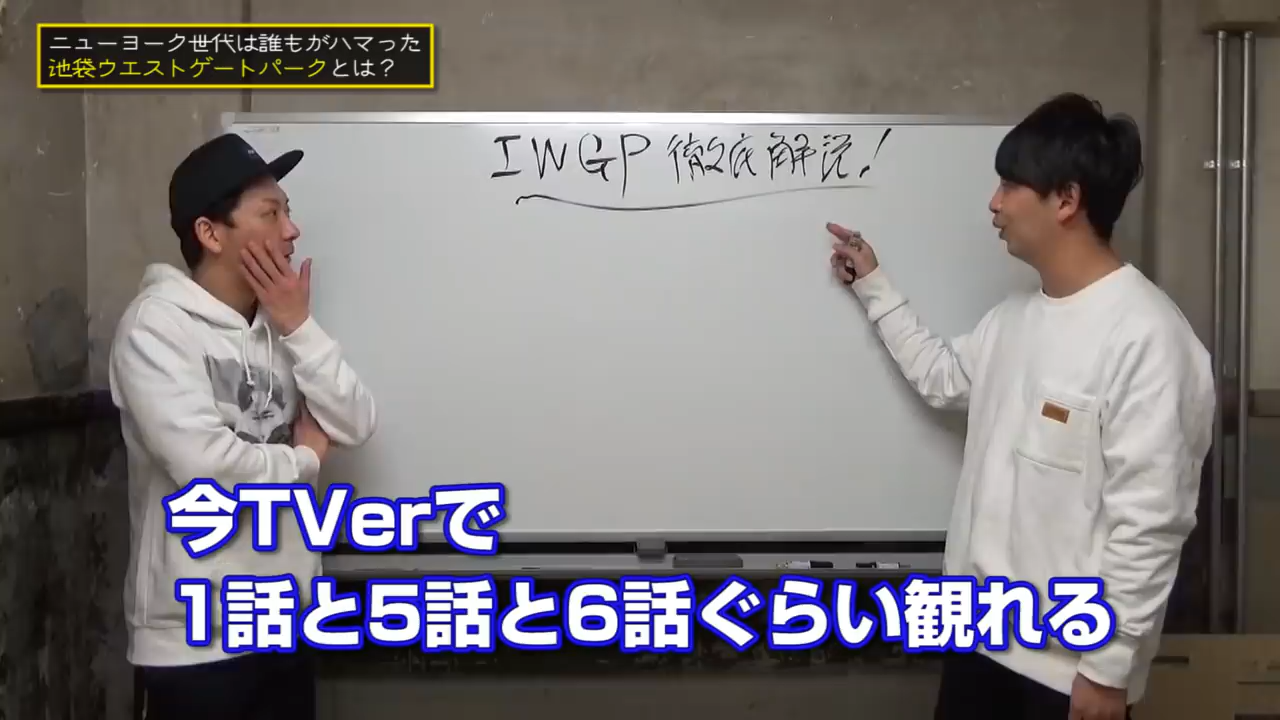 ニューヨーク世代は誰もがハマった
池袋ウエストゲートパークとは？
IWGP 徹底解説！
今TVerで
1話と5話と6話ぐらい観れる